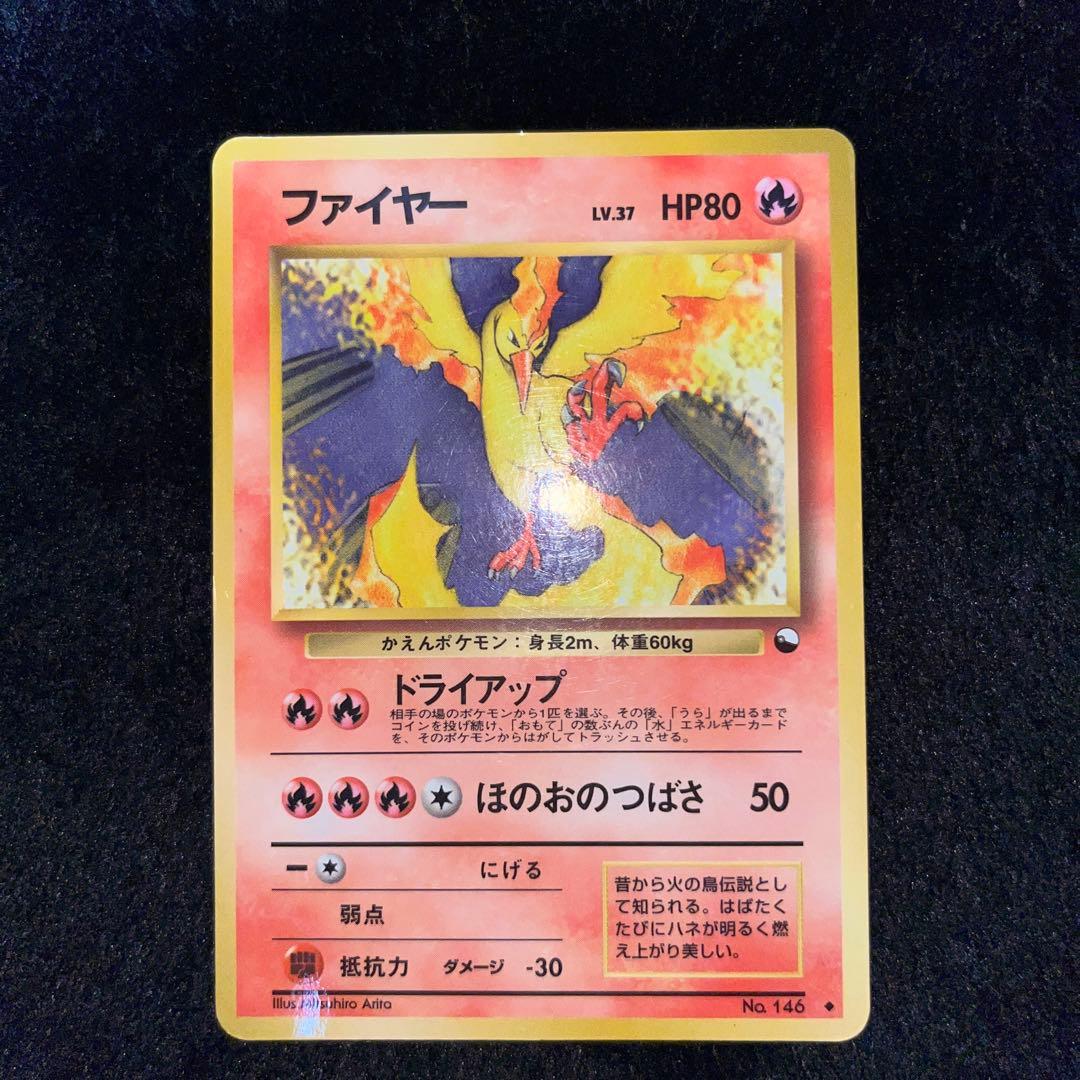 ファイヤー LV.37 HP80
かえんポケモン：身長2m、体重60kg
ドライアップ
相手の場のポケモンから1匹を選ぶ。その後、「うら」が出るまで
コインを投げ続け、「おもて」の数ぶんの「水」エネルギーカード
を、そのポケモンからはがしてトラッシュさせる。
ほのおのつばさ 50
にげる
弱点
抵抗力 ダメージ -30
昔から火の鳥伝説とし
て知られる。はばたく
たびにハネが明るく燃
え上がり美しい。
Illus. Mitsuhiro Arita
No. 146